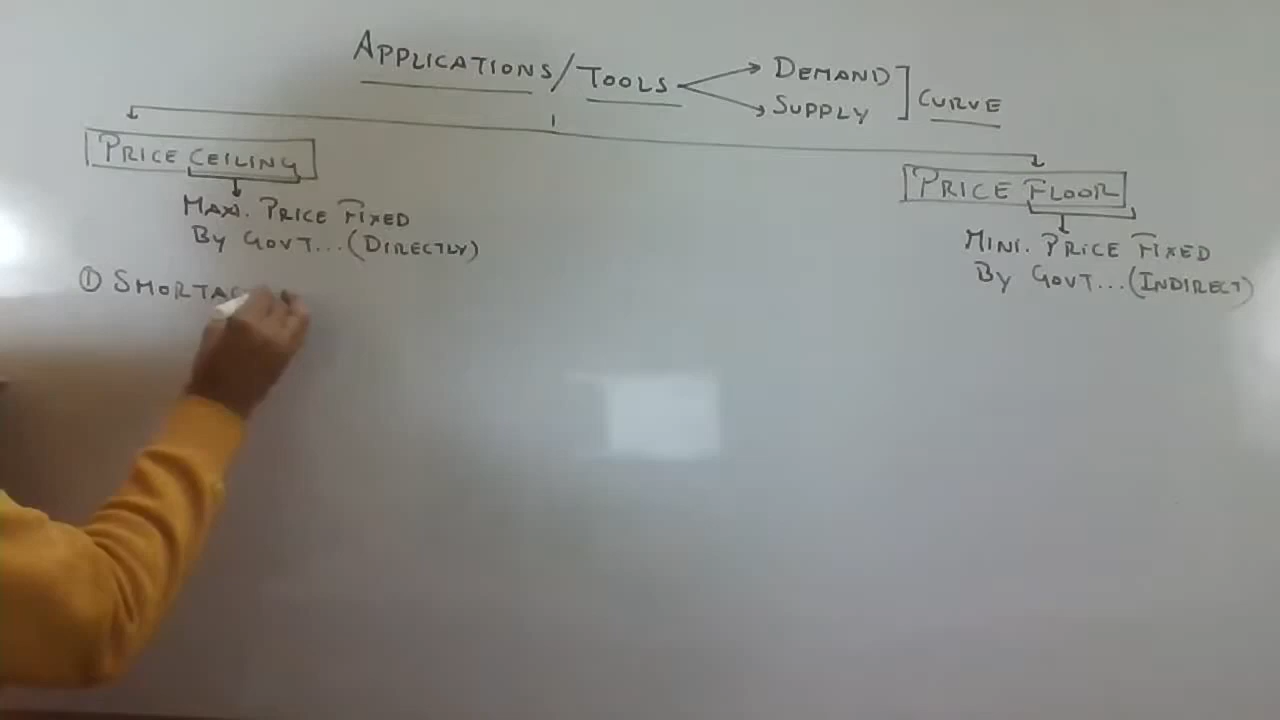 APPLICATIONS/TOOLS
DEMAND
SUPPLY
CURVE
PRICE CEILING
MAXI. PRICE FIXED
BY GOVT...(DIRECTLY)
①
PRICE FLOOR
MINI. PRICE FIXED
BY GOVT...(INDIRECT)